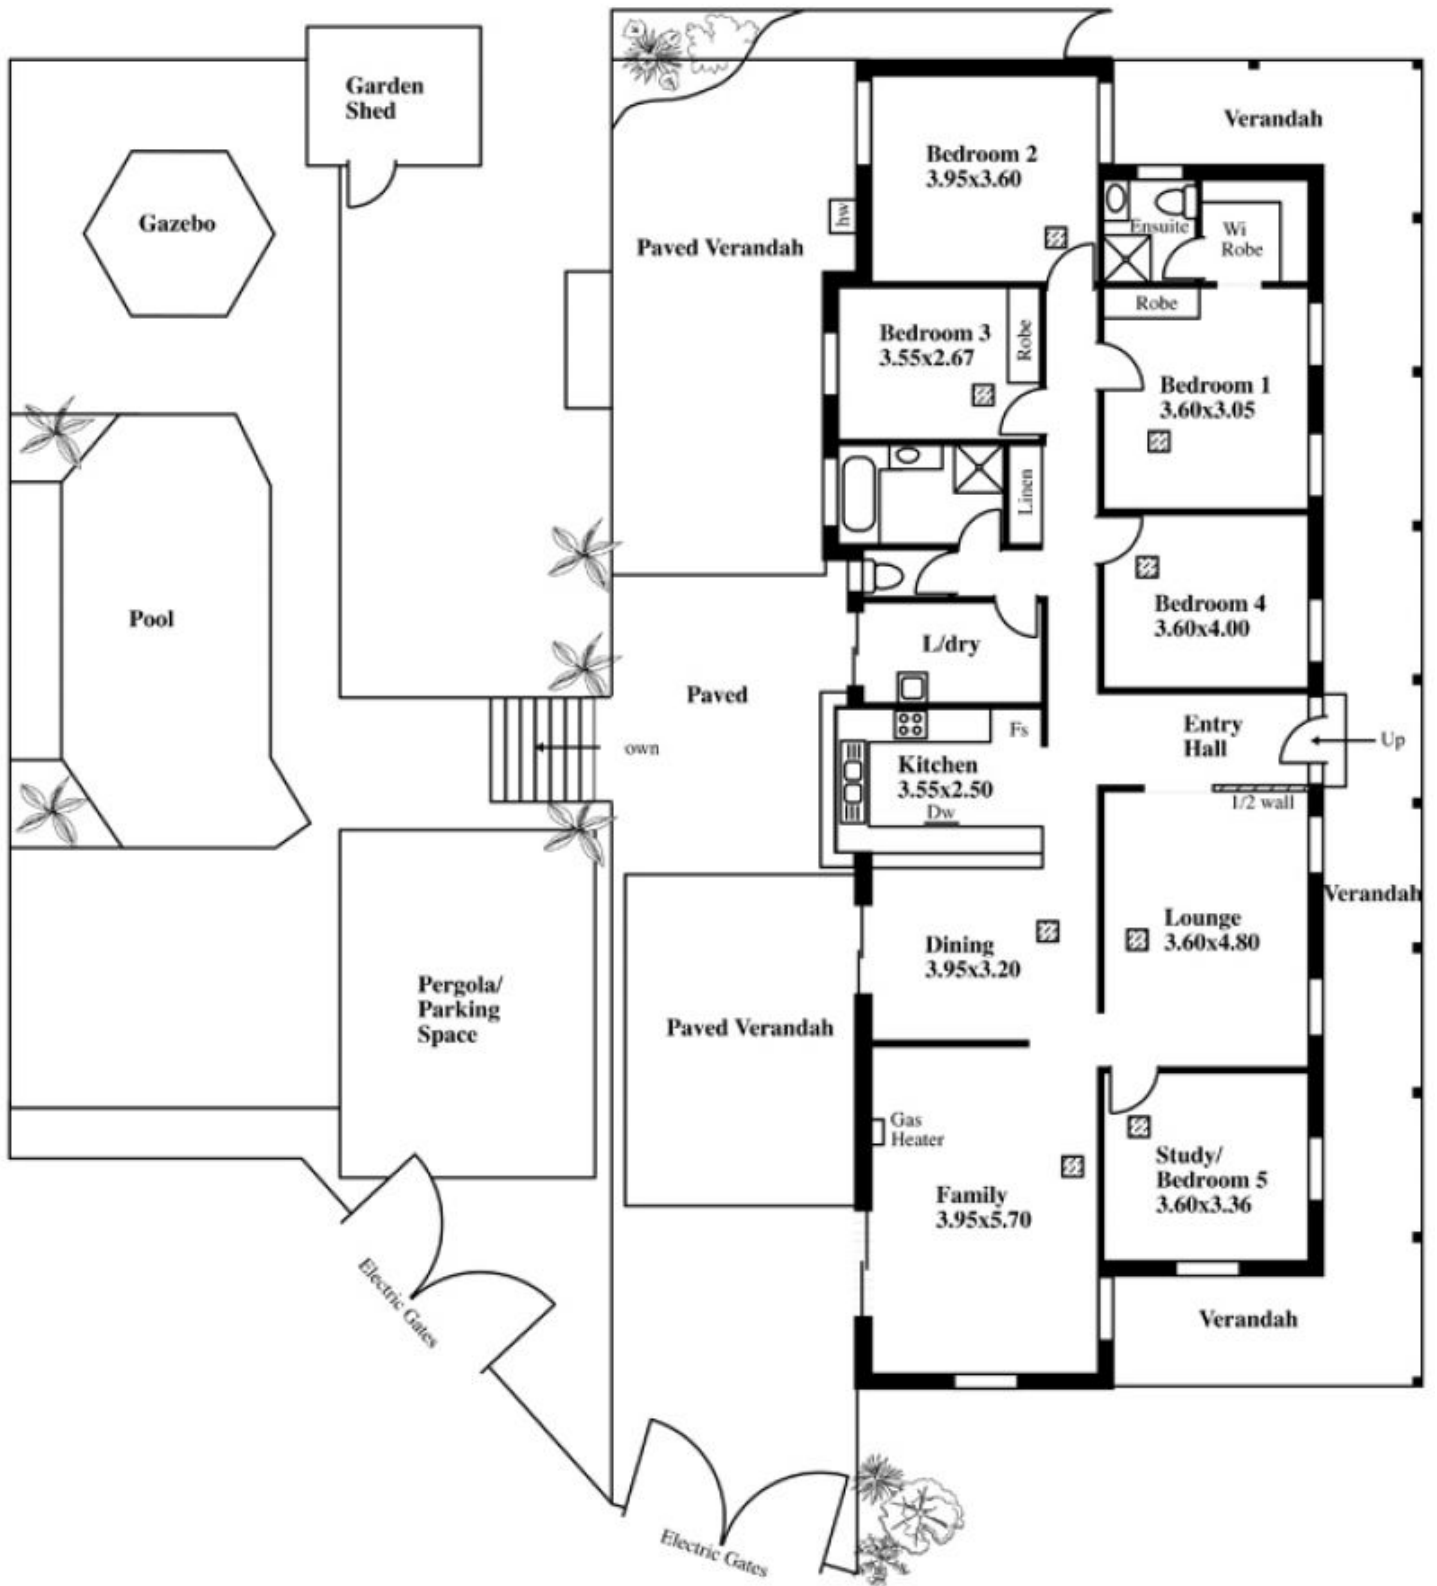 Garden
Shed
Verandah
Bedroom 2
3.95x3.60
Gazebo
hw
Paved Verandah
Ensuite
Wi
Robe
Robe
Bedroom 3
3.55x2.67
Robe
Bedroom 1
3.60x3.05
Linen
Pool
Bedroom 4
3.60x4.00
L/dry
Paved
own
Entry
Hall
Up
Fs
Kitchen
3.55x2.50
Dw
1/2 wall
Verandah
Lounge
3.60x4.80
Dining
3.95x3.20
Pergola/
Parking
Space
Paved Verandah
Gas
Heater
Study/
Bedroom 5
3.60x3.36
Family
3.95x5.70
Electric Gates
Verandah
Electric Gates